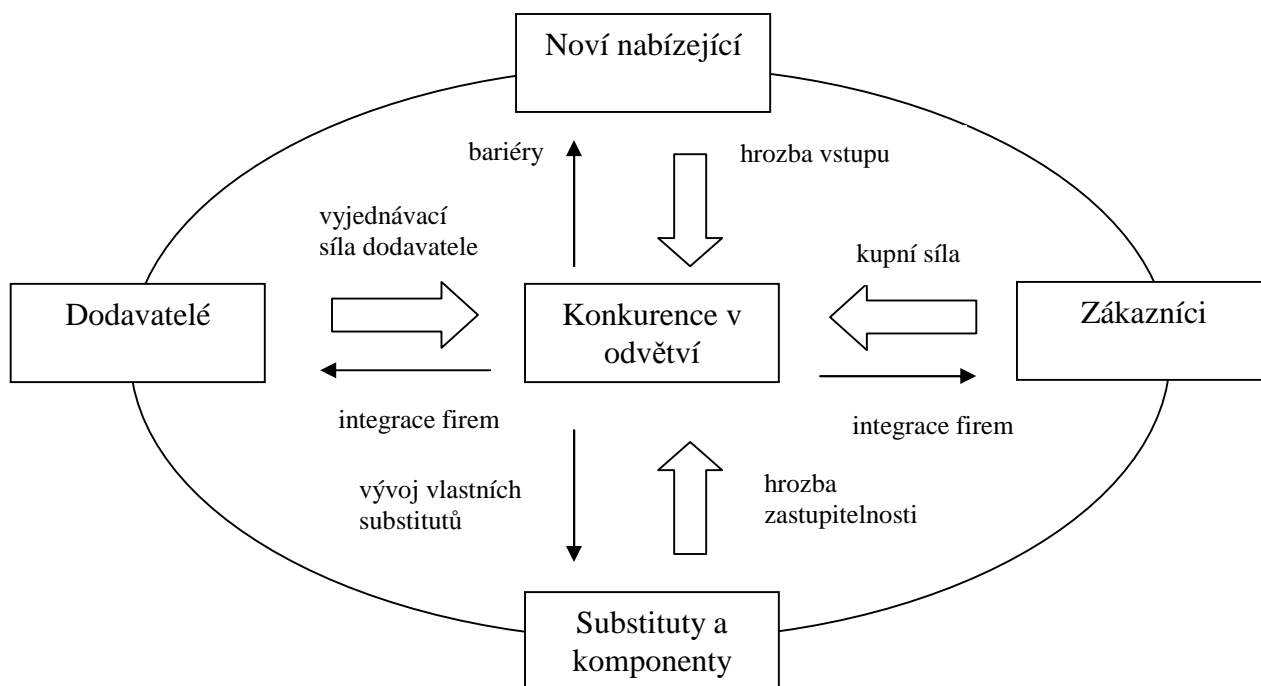 Noví nabízející
bariéry
hrozba vstupu
vyjednávací
síla dodavatele
kupní síla
Dodavatelé
Konkurence v
odvětví
Zákazníci
integrace firem
integrace firem
vývoj vlastních
substitutů
hrozba
zastupitelnosti
Substituty a
komponenty